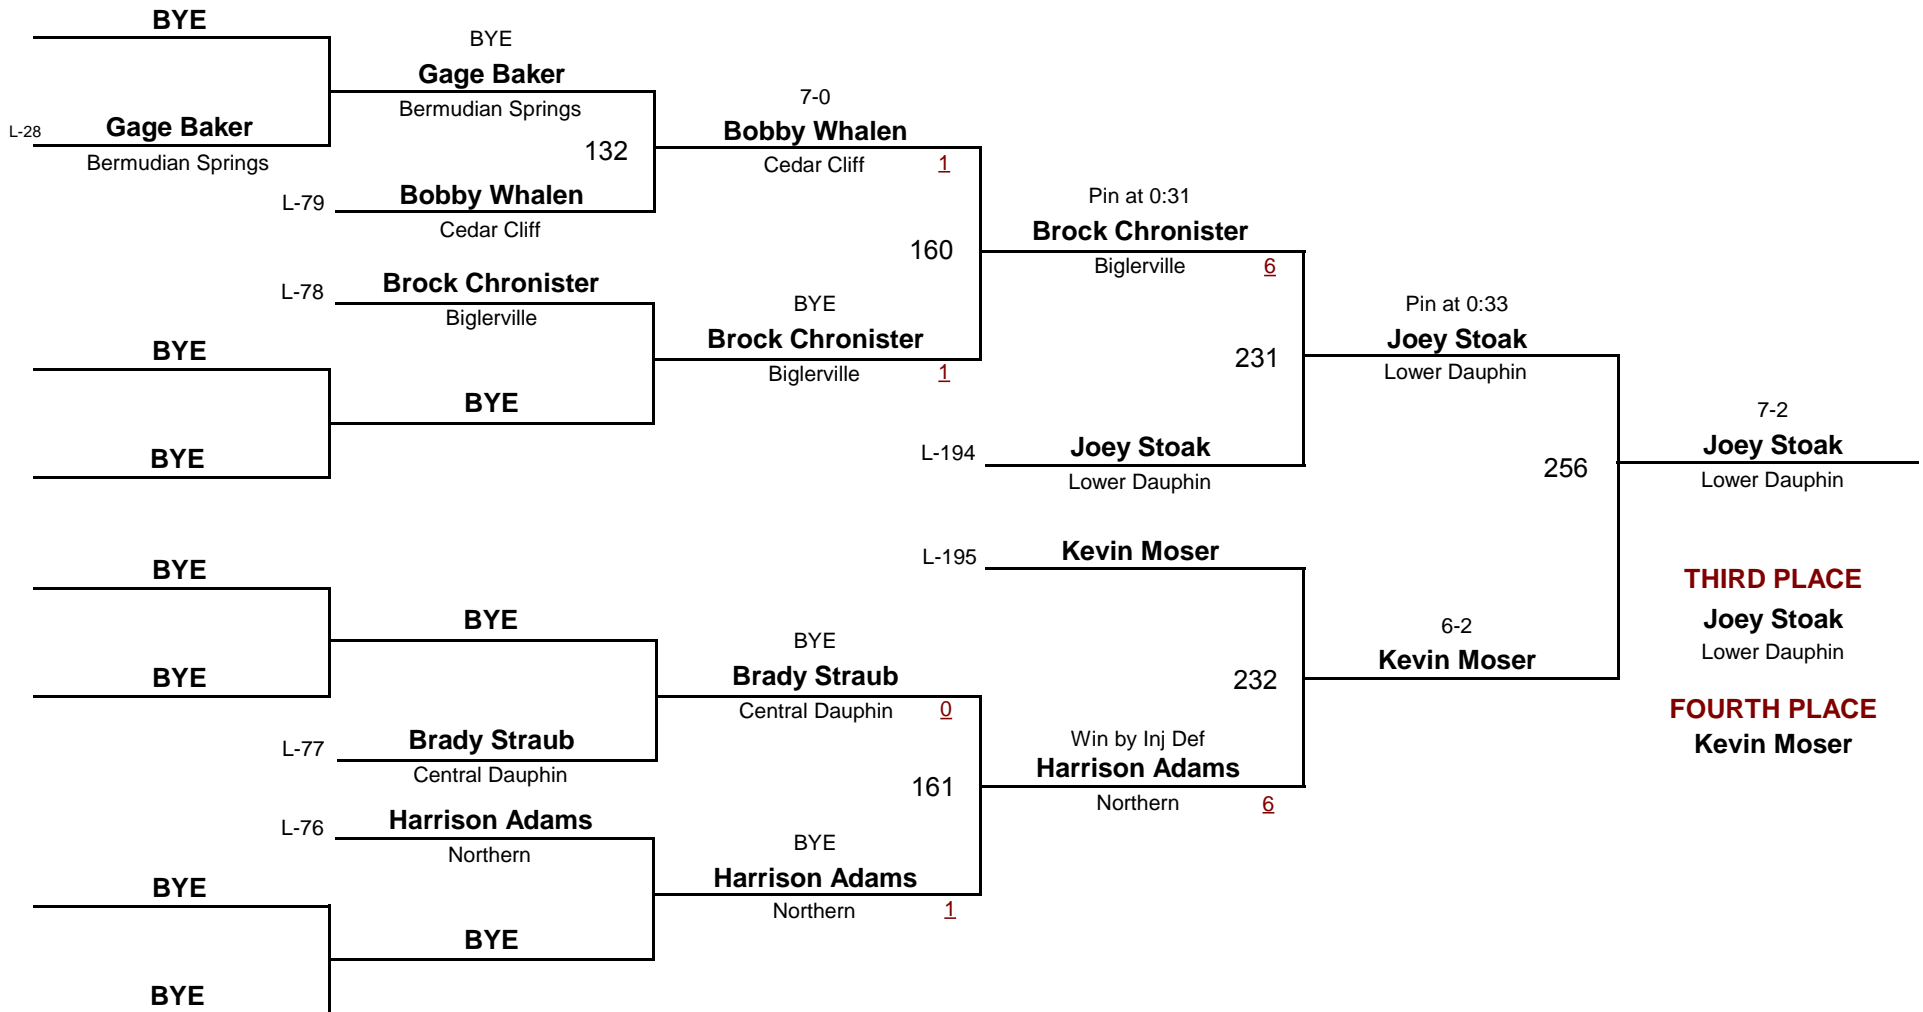 BYE
BYE
Gage Baker
Bermudian Springs
7-0
L-28 Gage Baker
Bermudian Springs
132
Bobby Whalen
Cedar Cliff 1
L-79 Bobby Whalen
Cedar Cliff
Pin at 0:31
160
Brock Chronister
Biglerville 6
L-78 Brock Chronister
Biglerville
BYE
Brock Chronister
Biglerville 1
Pin at 0:33
Joey Stoak
Lower Dauphin
BYE
231
BYE
BYE
7-2
Joey Stoak
Lower Dauphin
L-194 Joey Stoak
Lower Dauphin
256
L-195 Kevin Moser
BYE
THIRD PLACE
Joey Stoak
Lower Dauphin
BYE
BYE
Brady Straub
Central Dauphin 0
6-2
Kevin Moser
232
BYE
FOURTH PLACE
Kevin Moser
L-77 Brady Straub
Central Dauphin
Win by Inj Def
Harrison Adams
Northern 6
161
L-76 Harrison Adams
Northern
BYE
Harrison Adams
Northern 1
BYE
BYE
BYE